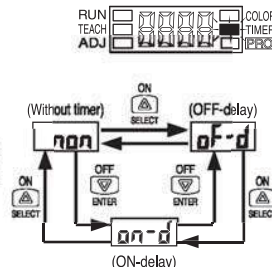 RUN COLOR
TEACH TIMER
ADJ PRO
ON
SELECT
(Without timer) (OFF-delay)
non oF-d
ON OFF OFF ON
SELECT ENTER ENTER SELECT
on-d
(ON-delay)